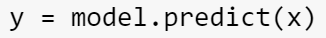 y = model.predict(x)